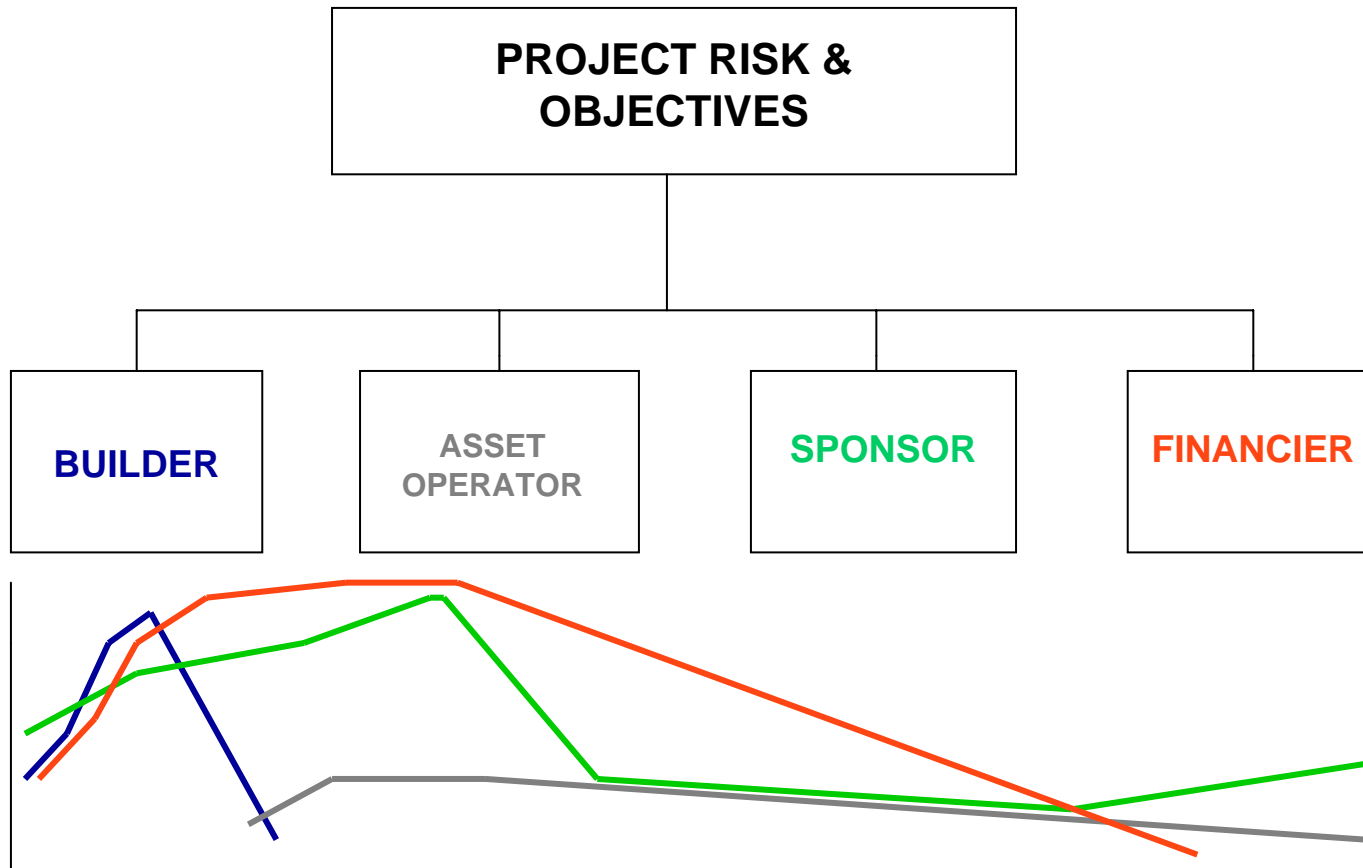 PROJECT RISK &
OBJECTIVES
BUILDER
ASSET
OPERATOR
SPONSOR
FINANCIER